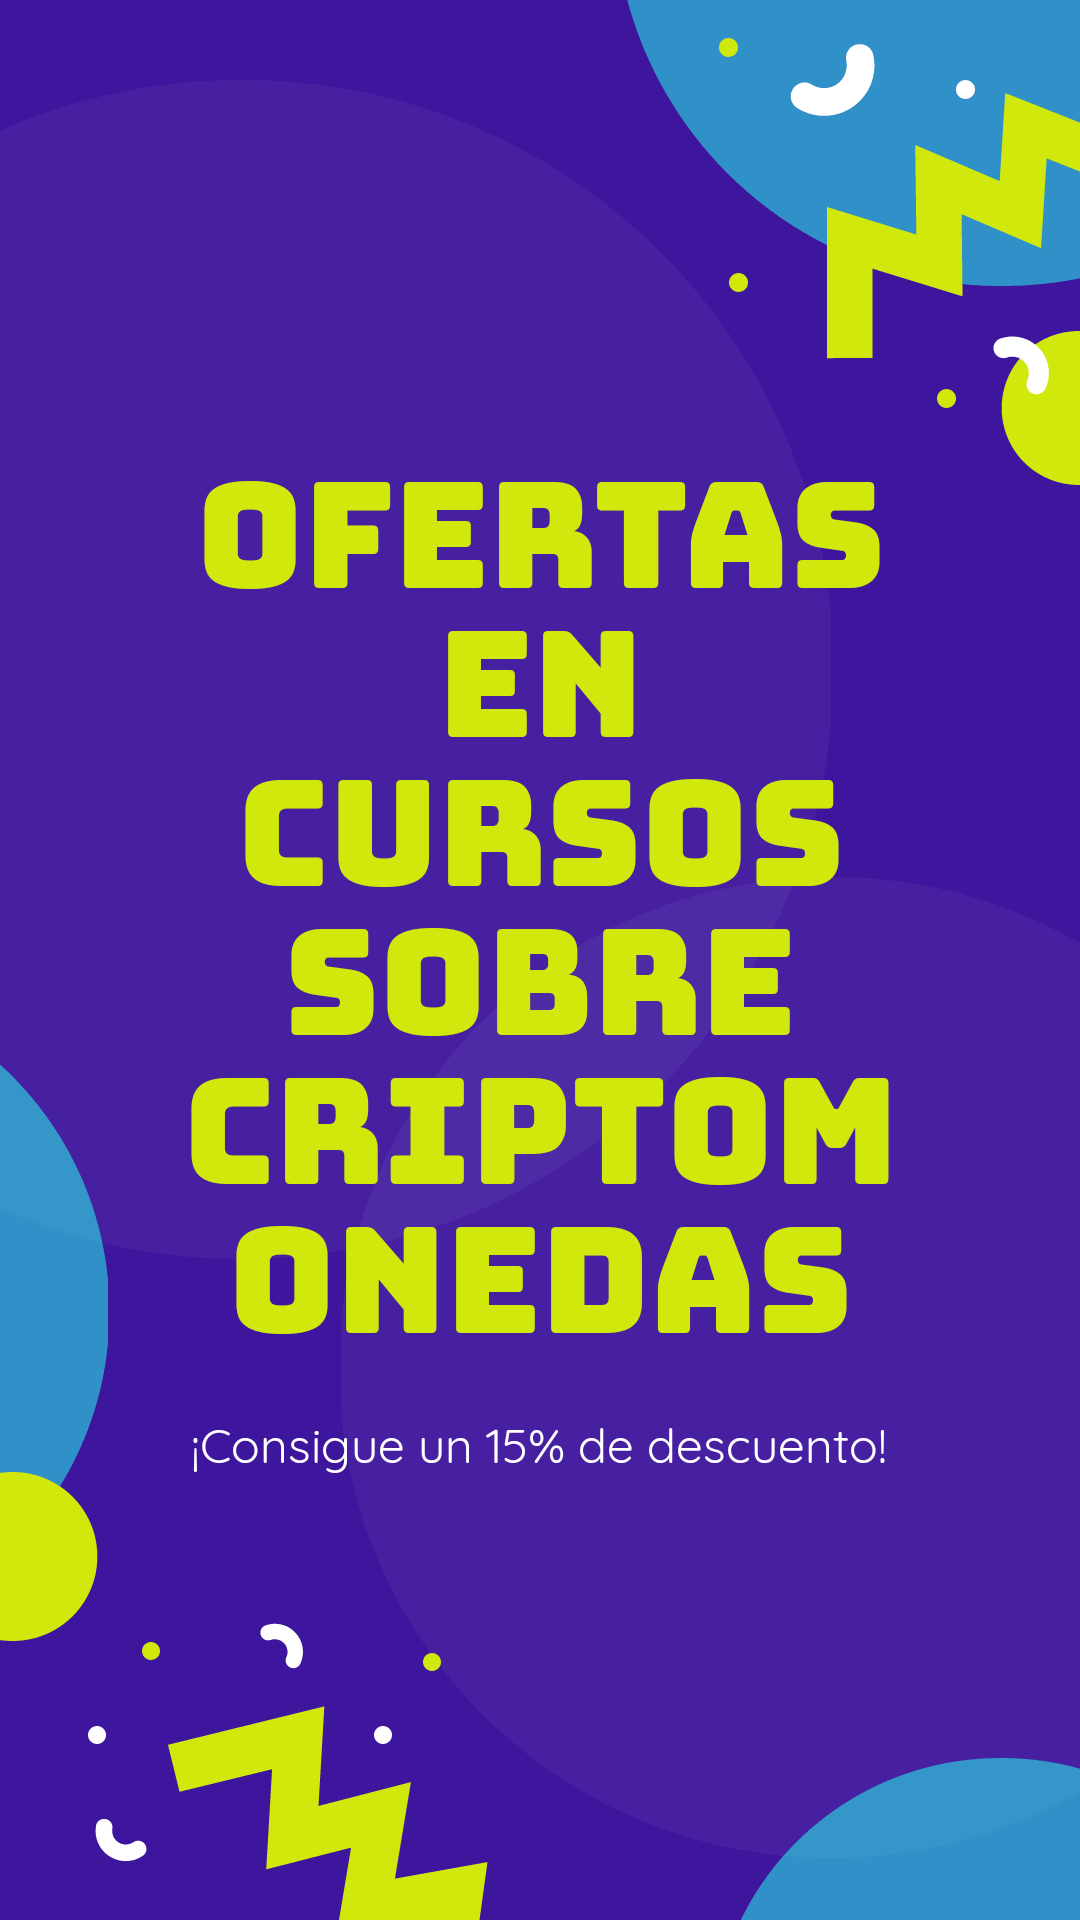 OFERTAS
EN
CURSOS
SOBRE
CRIPTOM
ONEDAS
¡Consigue un 15% de descuento!